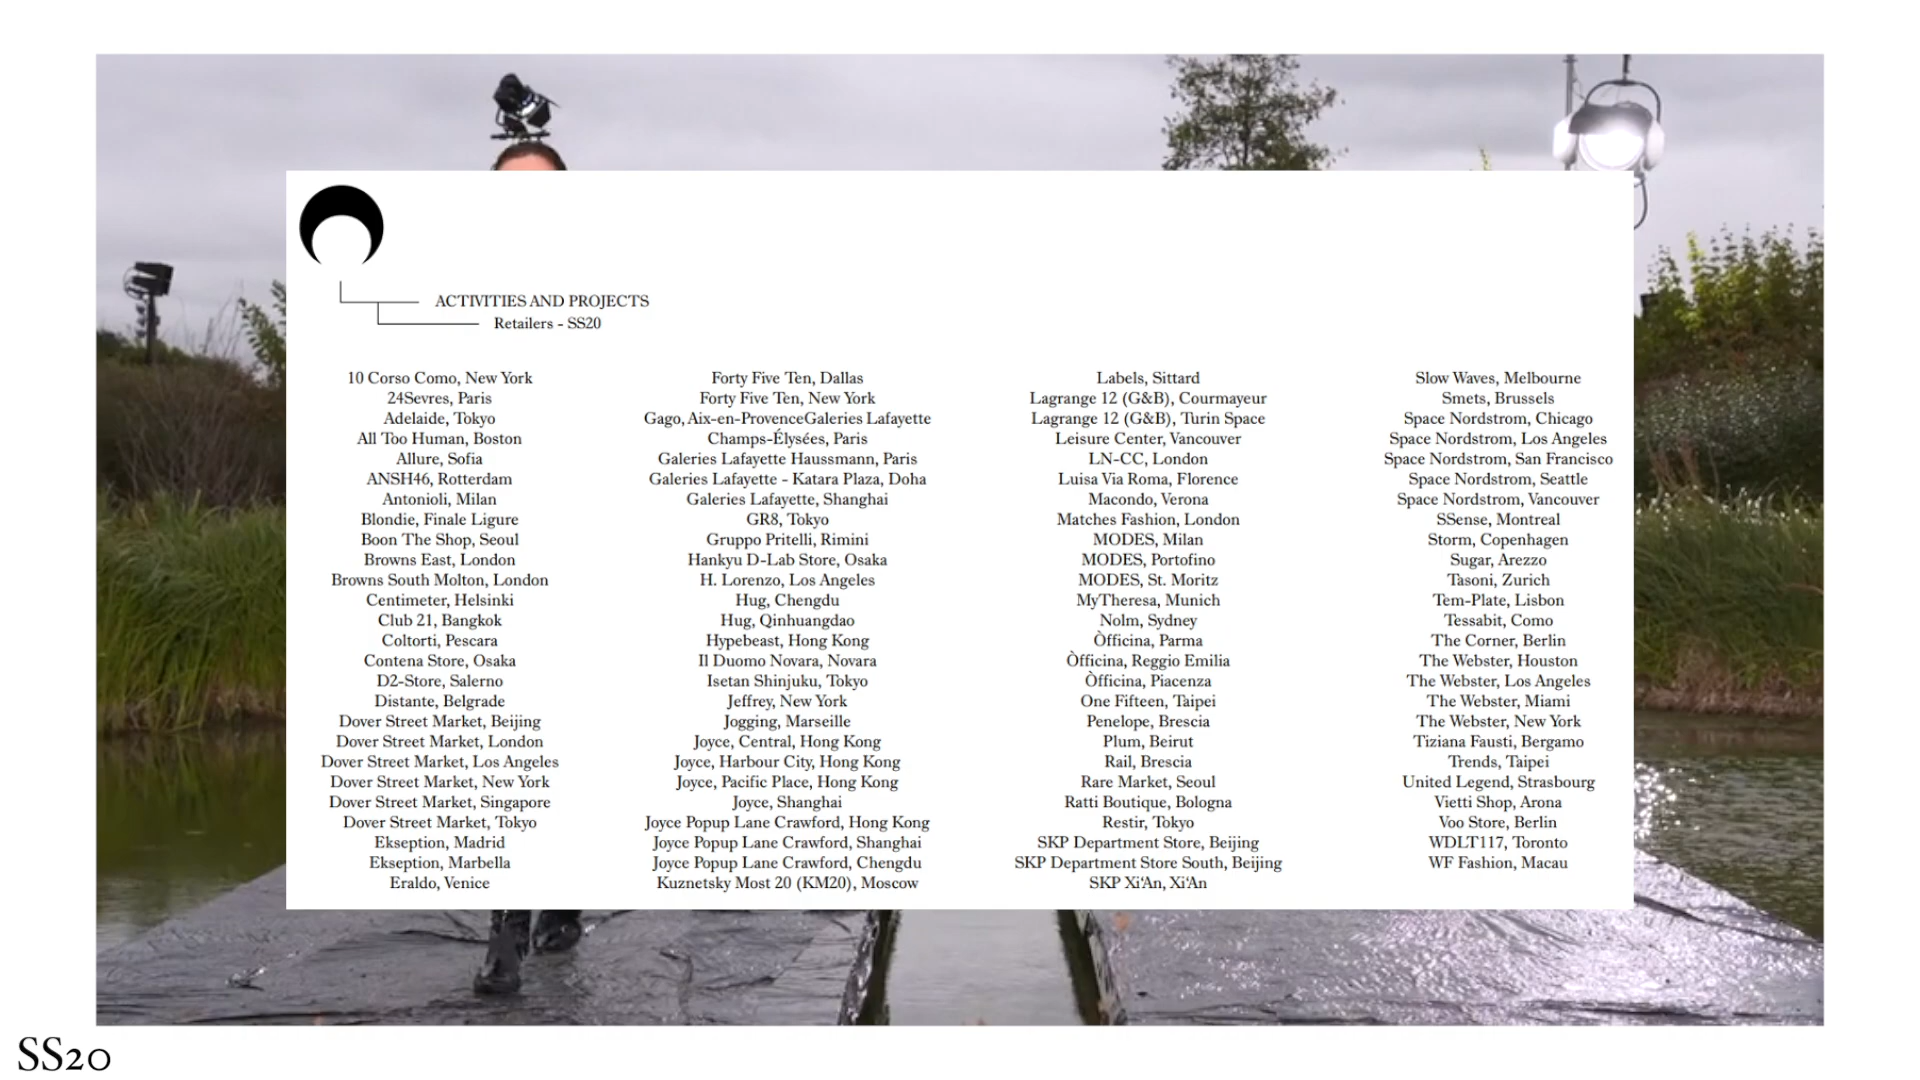 ACTIVITIES AND PROJECTS
Retailers - SS20
10 Corso Como, New York
24Sevres, Paris
Adelaide, Tokyo
All Too Human, Boston
Allure, Sofia
ANSH46, Rotterdam
Antonioli, Milan
Blondie, Finale Ligure
Boon The Shop, Seoul
Browns East, London
Browns South Molton, London
Centimeter, Helsinki
Club 21, Bangkok
Coltorti, Pescara
Contena Store, Osaka
D2-Store, Salerno
Distante, Belgrade
Dover Street Market, Beijing
Dover Street Market, London
Dover Street Market, Los Angeles
Dover Street Market, New York
Dover Street Market, Singapore
Dover Street Market, Tokyo
Ekseption, Madrid
Ekseption, Marbella
Eraldo, Venice
Forty Five Ten, Dallas
Forty Five Ten, New York
Gago, Aix-en-ProvenceGaleries Lafayette
Champs-Élysées, Paris
Galeries Lafayette Haussmann, Paris
Galeries Lafayette - Katara Plaza, Doha
Galeries Lafayette, Shanghai
GR8, Tokyo
Gruppo Pritelli, Rimini
Hankyu D-Lab Store, Osaka
H. Lorenzo, Los Angeles
Hug, Chengdu
Hug, Qinhuangdao
Hypebeast, Hong Kong
Il Duomo Novara, Novara
Isetan Shinjuku, Tokyo
Jeffrey, New York
Jogging, Marseille
Joyce, Central, Hong Kong
Joyce, Harbour City, Hong Kong
Joyce, Pacific Place, Hong Kong
Joyce, Shanghai
Joyce Popup Lane Crawford, Hong Kong
Joyce Popup Lane Crawford, Shanghai
Joyce Popup Lane Crawford, Chengdu
Kuznetsky Most 20 (KM20), Moscow
Labels, Sittard
Lagrange 12 (G&B), Courmayeur
Lagrange 12 (G&B), Turin Space
Leisure Center, Vancouver
LN-CC, London
Luisa Via Roma, Florence
Macondo, Verona
Matches Fashion, London
MODES, Milan
MODES, Portofino
MODES, St. Moritz
MyTheresa, Munich
Nolm, Sydney
Òfficina, Parma
Òfficina, Reggio Emilia
Òfficina, Piacenza
One Fifteen, Taipei
Penelope, Brescia
Plum, Beirut
Rail, Brescia
Rare Market, Seoul
Ratti Boutique, Bologna
Restir, Tokyo
SKP Department Store, Beijing
SKP Department Store South, Beijing
SKP Xi‘An, Xi‘An
Slow Waves, Melbourne
Smets, Brussels
Space Nordstrom, Chicago
Space Nordstrom, Los Angeles
Space Nordstrom, San Francisco
Space Nordstrom, Seattle
Space Nordstrom, Vancouver
SSense, Montreal
Storm, Copenhagen
Sugar, Arezzo
Tasoni, Zurich
Tem-Plate, Lisbon
Tessabit, Como
The Corner, Berlin
The Webster, Houston
The Webster, Los Angeles
The Webster, Miami
The Webster, New York
Tiziana Fausti, Bergamo
Trends, Taipei
United Legend, Strasbourg
Vietti Shop, Arona
Voo Store, Berlin
WDLT117, Toronto
WF Fashion, Macau
SS20